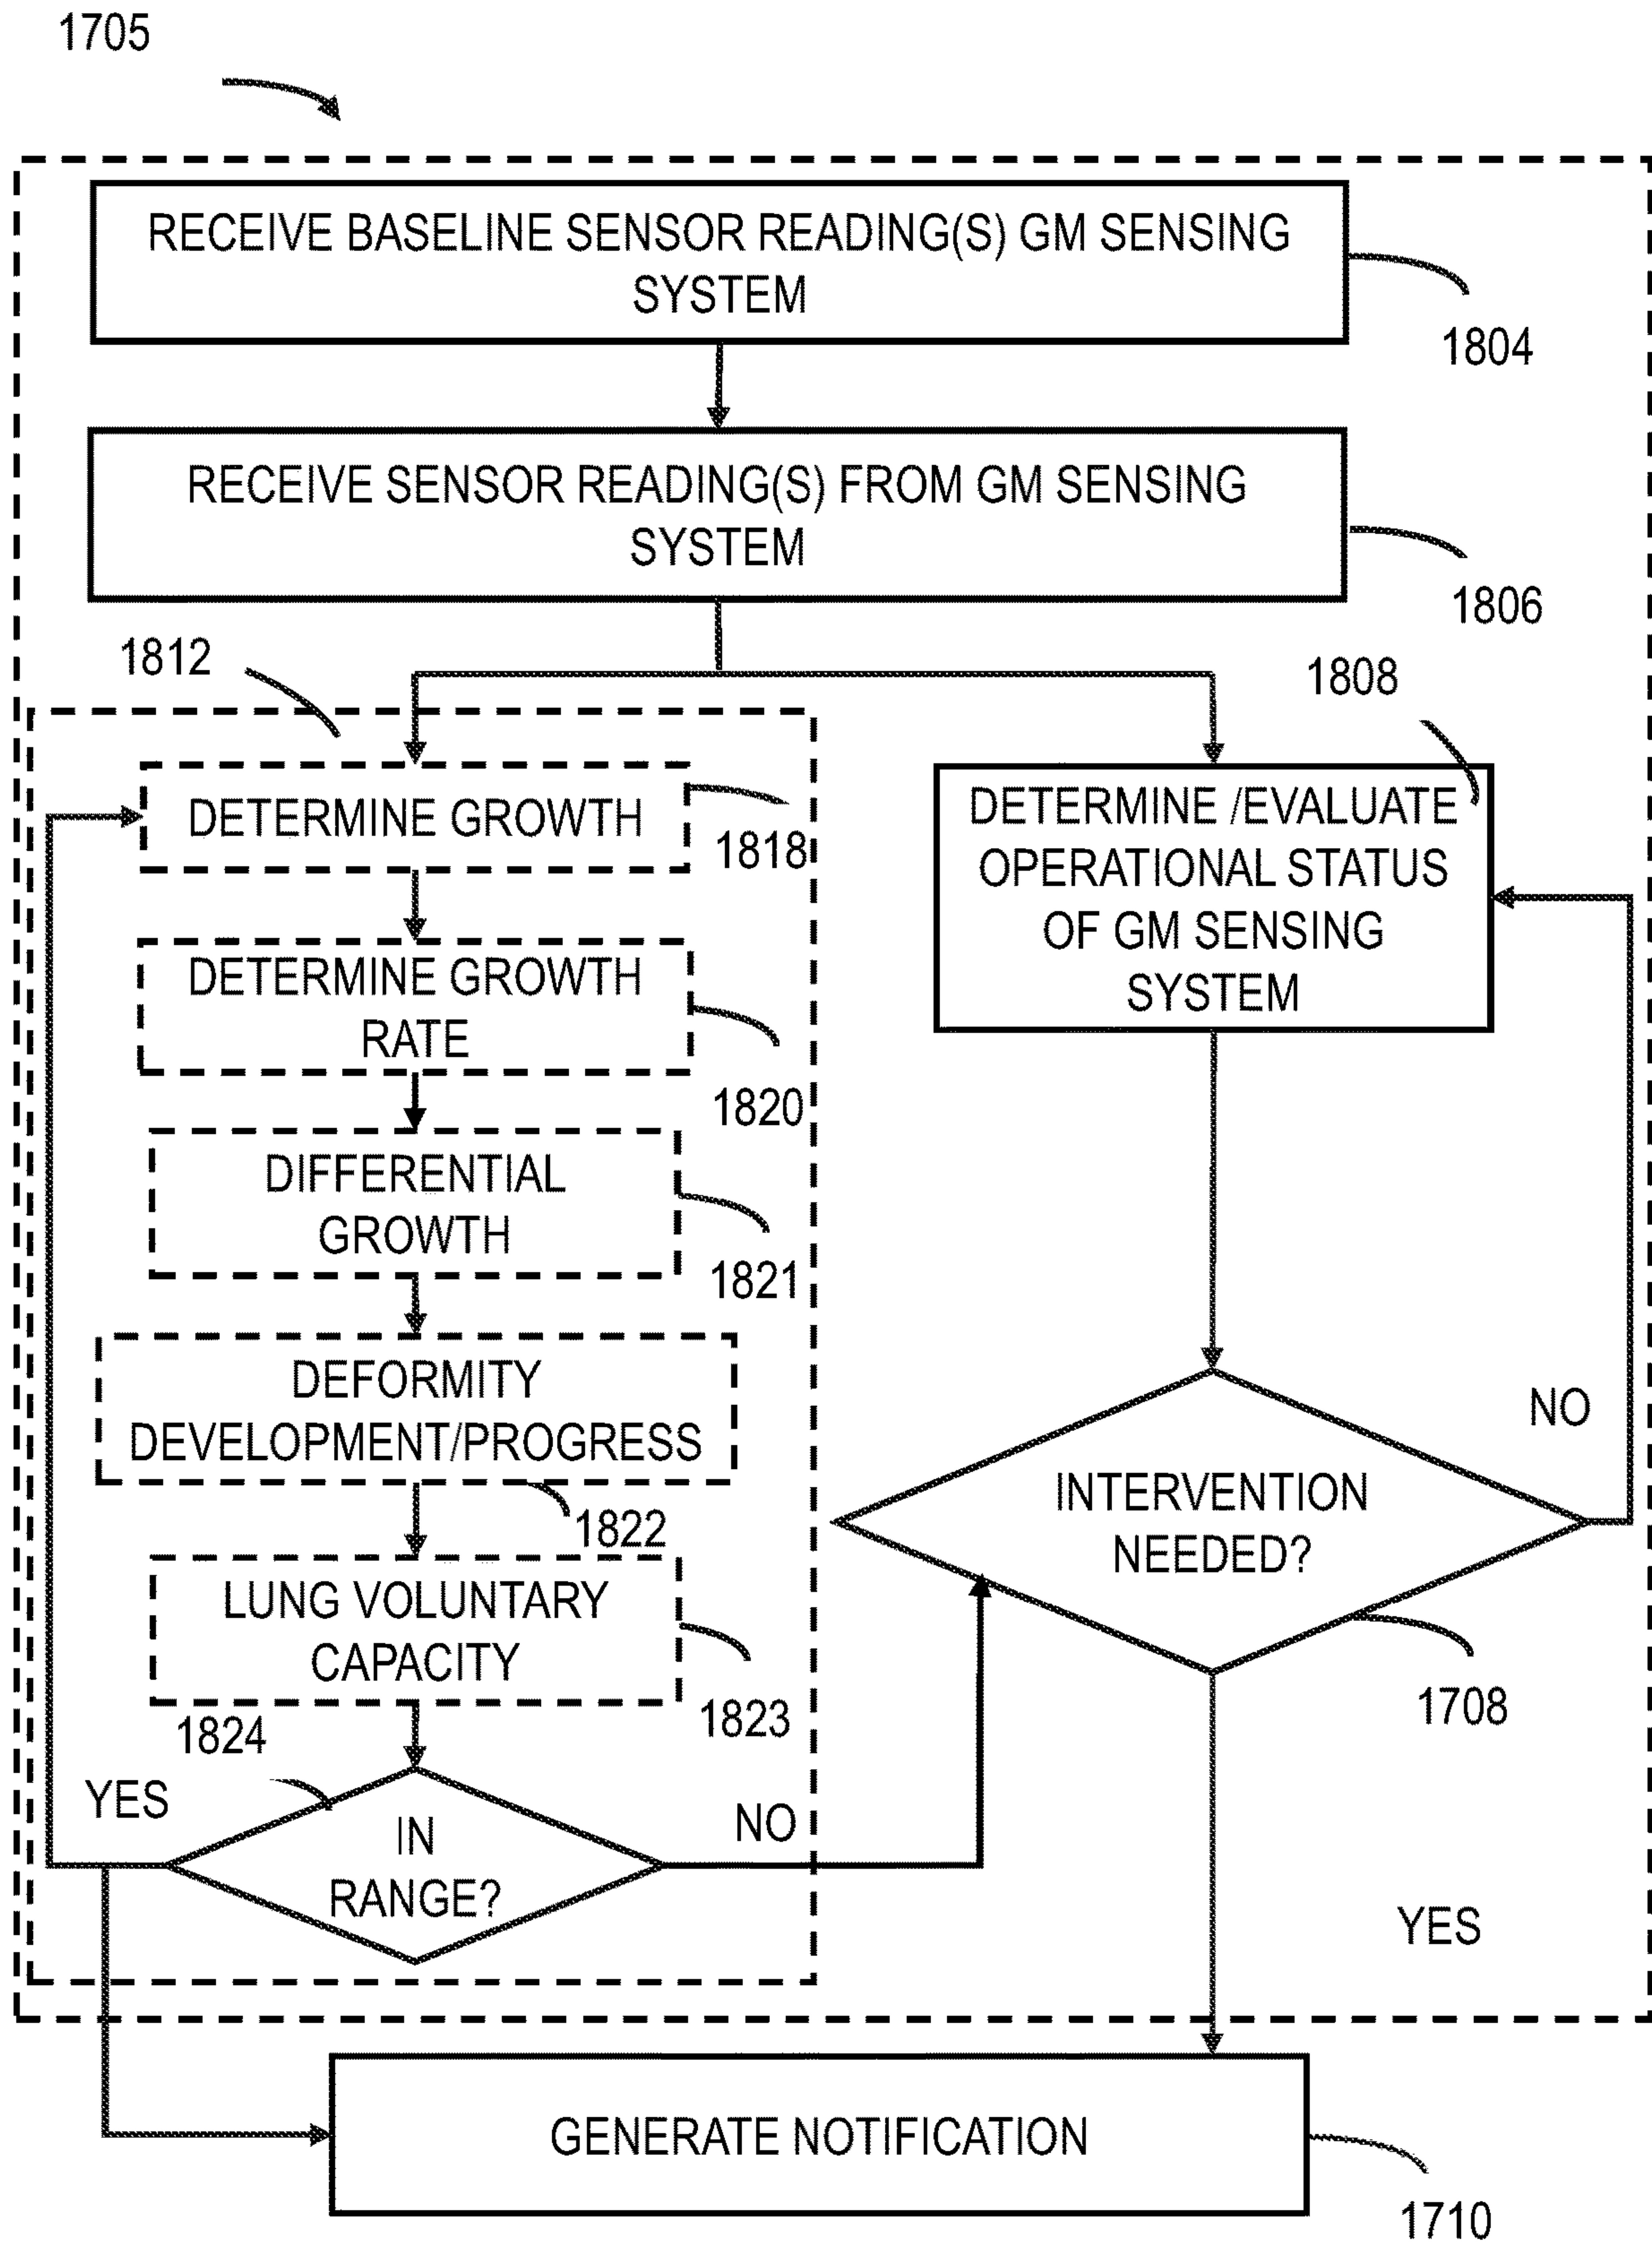 1705
RECEIVE BASELINE SENSOR READING(S) GM SENSING
SYSTEM
1804
RECEIVE SENSOR READING(S) FROM GM SENSING
SYSTEM
1806
1812
1808
DETERMINE GROWTH
1818
DETERMINE GROWTH
RATE
1820
DIFFERENTIAL
GROWTH
1821
DEFORMITY
DEVELOPMENT/PROGRESS
1822
LUNG VOLUNTARY
CAPACITY
1823
1824
YES
IN
RANGE?
NO
DETERMINE /EVALUATE
OPERATIONAL STATUS
OF GM SENSING
SYSTEM
NO
INTERVENTION
NEEDED?
1708
YES
GENERATE NOTIFICATION
1710